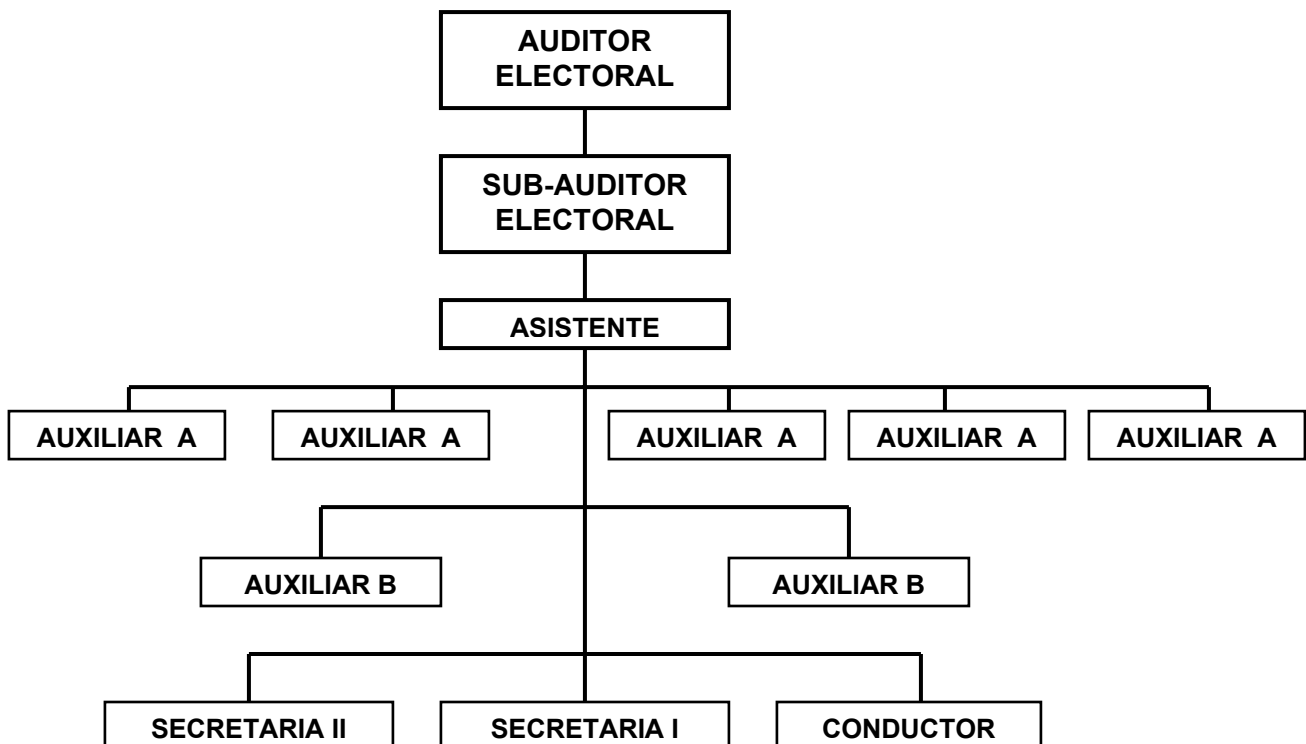 AUDITOR
ELECTORAL
SUB-AUDITOR
ELECTORAL
ASISTENTE
AUXILIAR A
AUXILIAR A
AUXILIAR A
AUXILIAR A
AUXILIAR A
AUXILIAR B
AUXILIAR B
SECRETARIA II
SECRETARIA I
CONDUCTOR